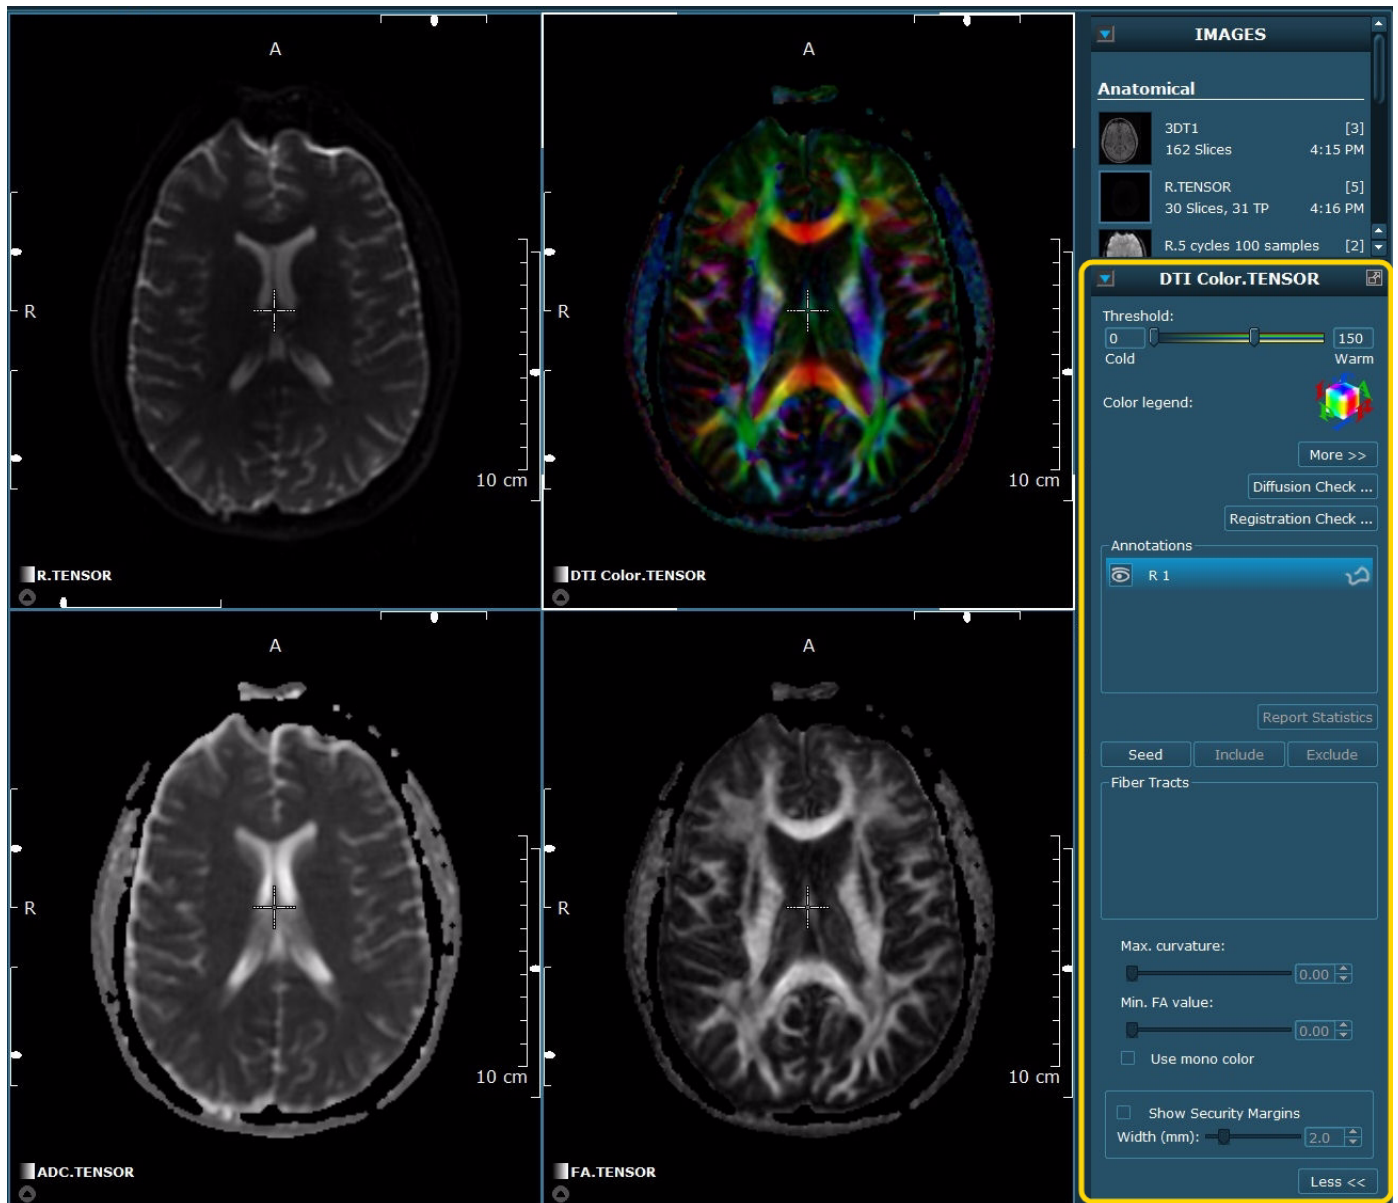 A
R
10 cm
R.TENSOR
A
R
10 cm
DTI Color.TENSOR
A
10 cm
ADC.TENSOR
A
R
10 cm
FA.TENSOR
IMAGES
Anatomical
3DT1 [3]
162 Slices 4:15 PM
R.TENSOR [5]
30 Slices, 31 TP 4:16 PM
R.5 cycles 100 samples [2]
DTI Color.TENSOR
Threshold:
0 150
Cold Warm
Color legend:
More >>
Diffusion Check ...
Registration Check ...
Annotations
R 1
Report Statistics
Seed Include Exclude
Fiber Tracts
Max. curvature:
0.00
Min. FA value:
0.00
Use mono color
Show Security Margins
Width (mm): 2.0
Less <<